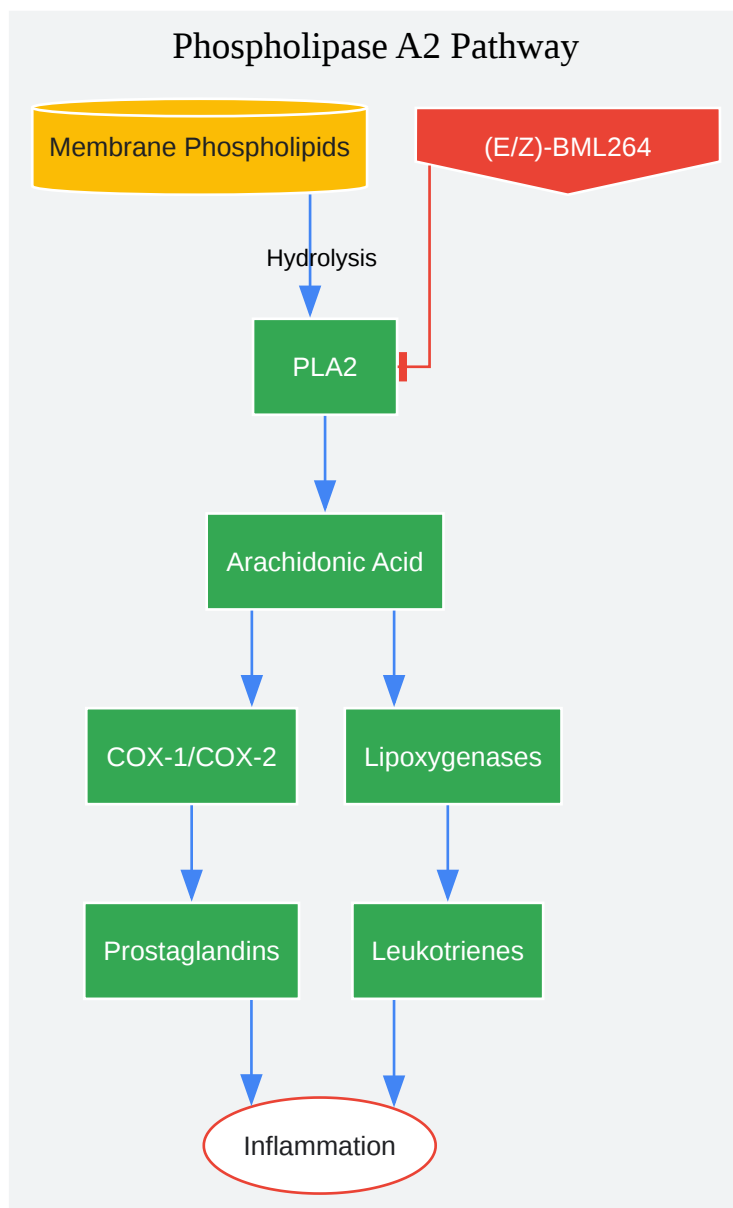 Phospholipase A2 Pathway
Membrane Phospholipids
(E/Z)-BML264
Hydrolysis
PLA2
Arachidonic Acid
COX-1/COX-2
Lipoxygenases
Prostaglandins
Leukotrienes
Inflammation